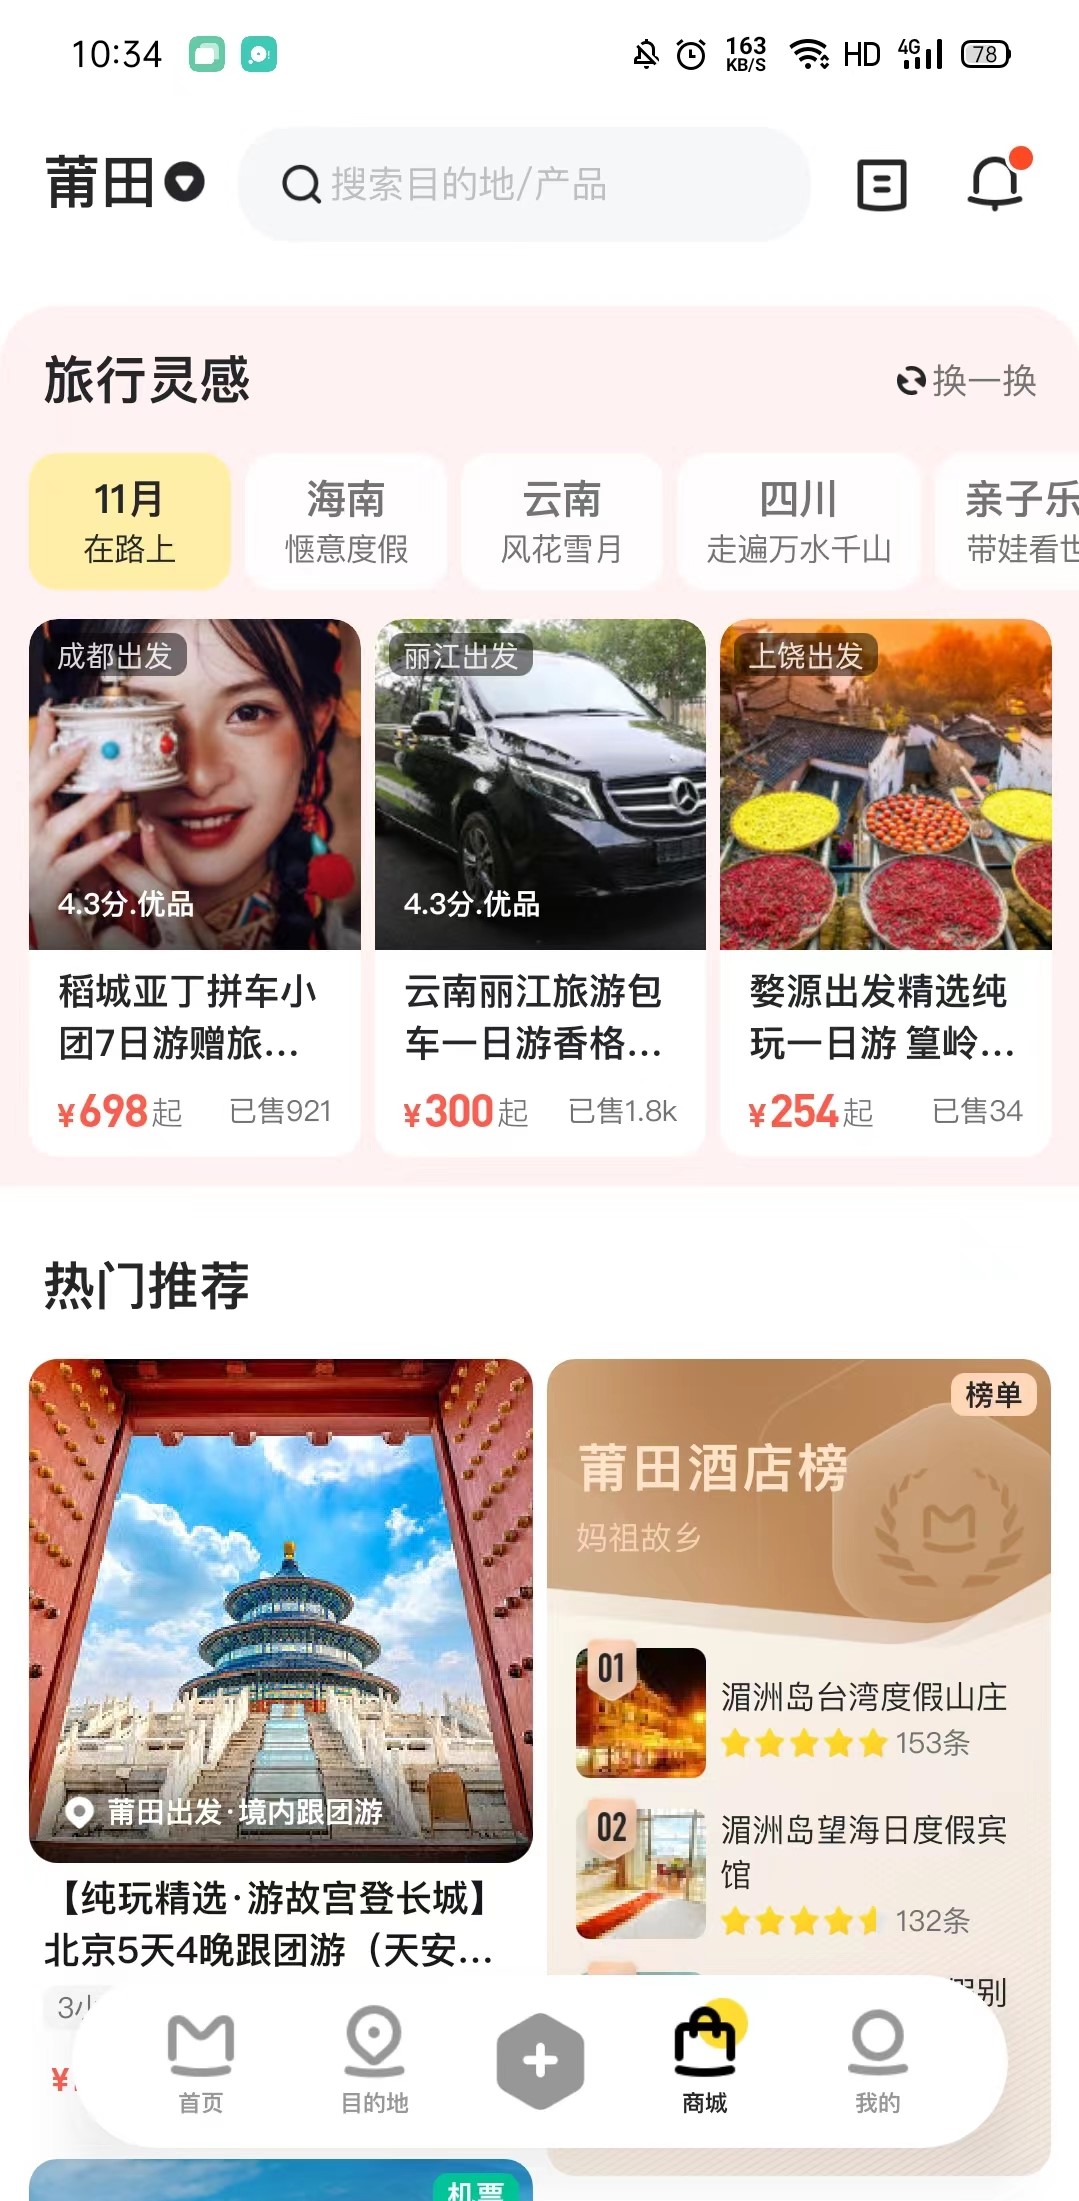 10:34
163
KB/S
HD
4G
78
莆田
搜索目的地/产品
旅行灵感
换一换
11月
在路上
海南
惬意度假
云南
风花雪月
四川
走遍万水千山
亲子乐
带娃看世
成都出发
4.3分.优品
稻城亚丁拼车小
团7日游赠旅...
¥698起
已售921
丽江出发
4.3分.优品
云南丽江旅游包
车一日游香格...
¥300起
已售1.8k
上饶出发
婺源出发精选纯
玩一日游 篁岭...
¥254起
已售34
热门推荐
莆田出发·境内跟团游
【纯玩精选·游故宫登长城】
北京5天4晚跟团游（天安...
3小
¥
榜单
莆田酒店榜
妈祖故乡
01
湄洲岛台湾度假山庄
153条
02
湄洲岛望海日度假宾
馆
132条
别
首页
目的地
商城
我的
机票